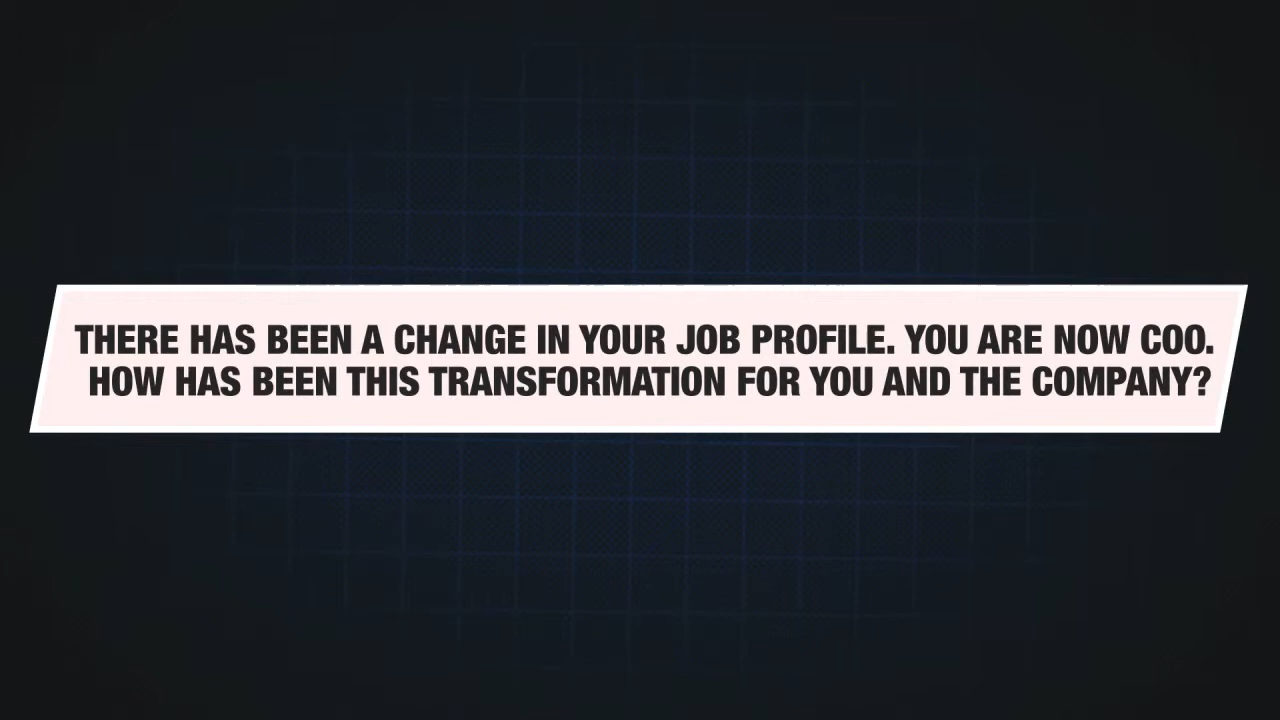 THERE HAS BEEN A CHANGE IN YOUR JOB PROFILE. YOU ARE NOW COO.
HOW HAS BEEN THIS TRANSFORMATION FOR YOU AND THE COMPANY?